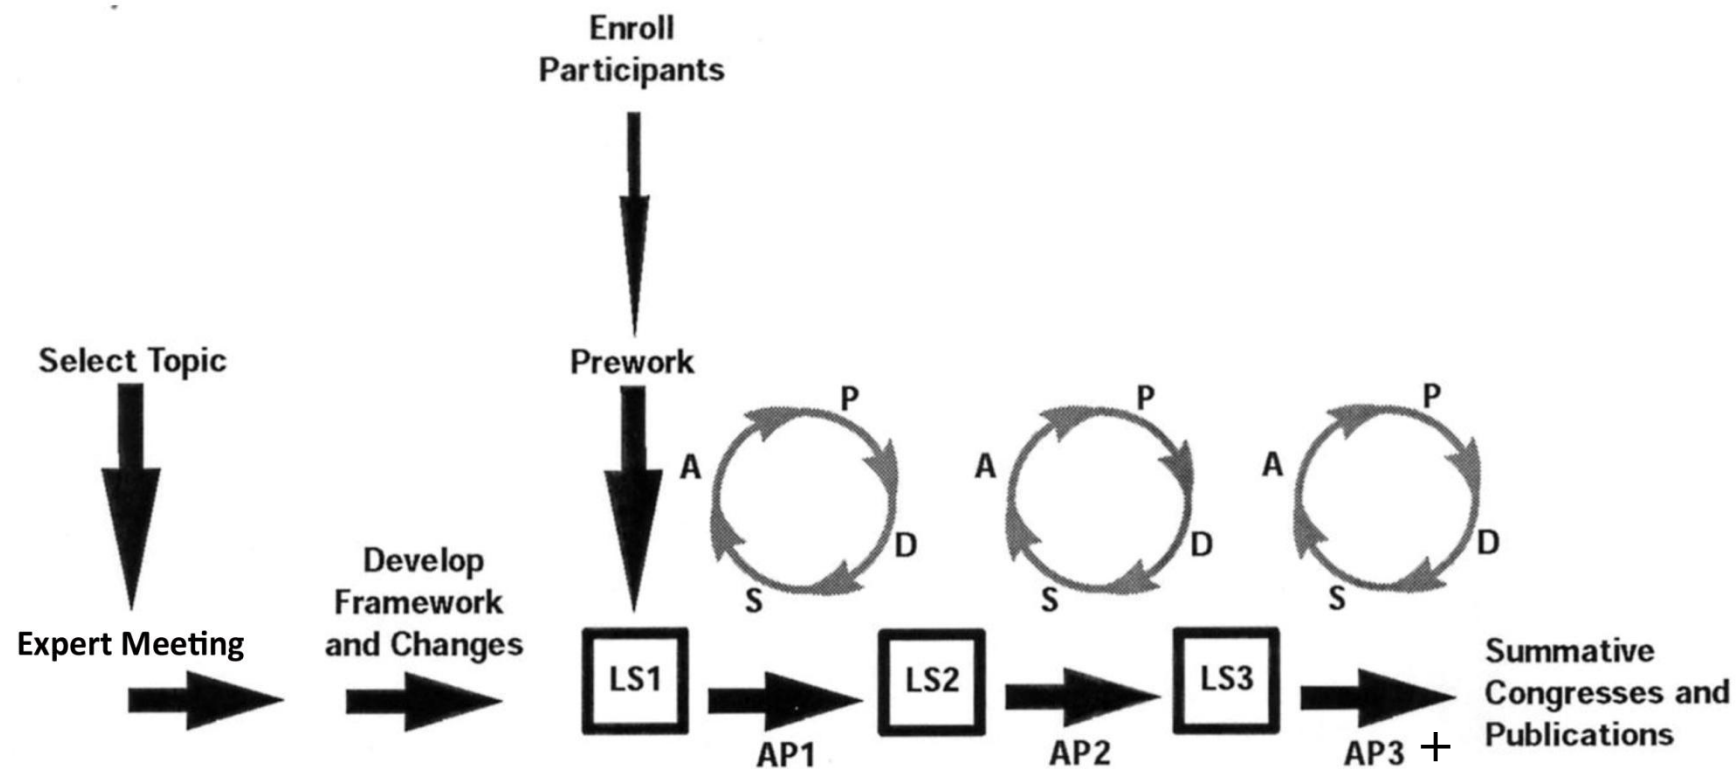 Enroll
Participants
Select Topic
Prework
P
A
D
S
P
A
D
S
P
A
D
S
Develop
Framework
and Changes
Expert Meeting
LS1
LS2
LS3
AP1
AP2
AP3 +
Summative
Congresses and
Publications